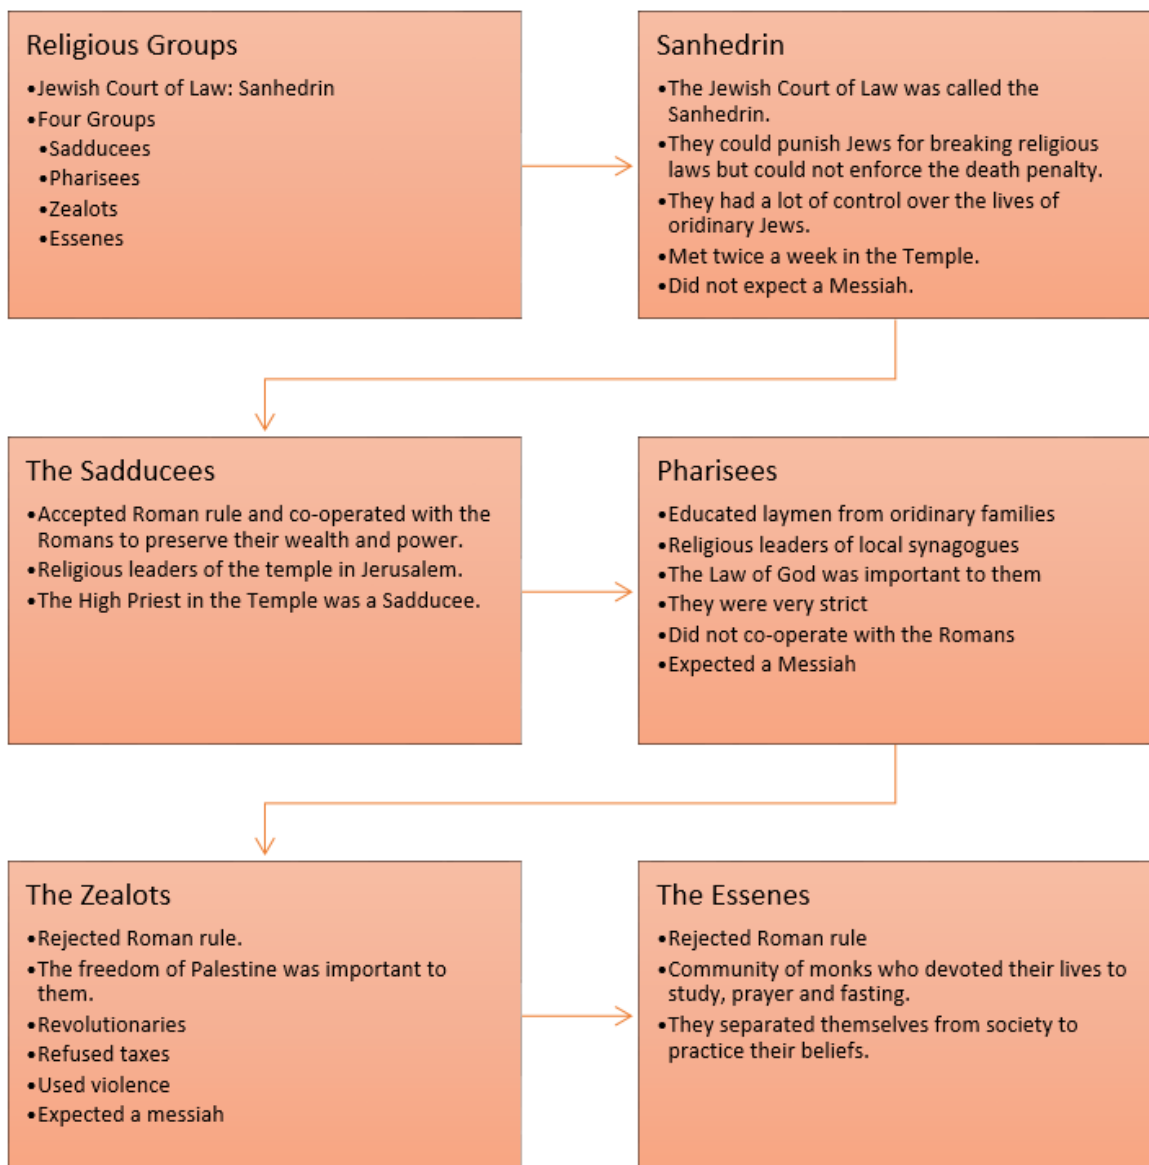 Religious Groups
•Jewish Court of Law: Sanhedrin
•Four Groups
•Sadducees
•Pharisees
•Zealots
•Essenes
Sanhedrin
•The Jewish Court of Law was called the
Sanhedrin.
•They could punish Jews for breaking religious
laws but could not enforce the death penalty.
•They had a lot of control over the lives of
oridinary Jews.
•Met twice a week in the Temple.
•Did not expect a Messiah.
The Sadducees
•Accepted Roman rule and co-operated with the
Romans to preserve their wealth and power.
•Religious leaders of the temple in Jerusalem.
•The High Priest in the Temple was a Sadducee.
Pharisees
•Educated laymen from oridinary families
•Religious leaders of local synagogues
•The Law of God was important to them
•They were very strict
•Did not co-operate with the Romans
•Expected a Messiah
The Zealots
•Rejected Roman rule.
•The freedom of Palestine was important to
them.
•Revolutionaries
•Refused taxes
•Used violence
•Expected a messiah
The Essenes
•Rejected Roman rule
•Community of monks who devoted their lives to
study, prayer and fasting.
•They separated themselves from society to
practice their beliefs.